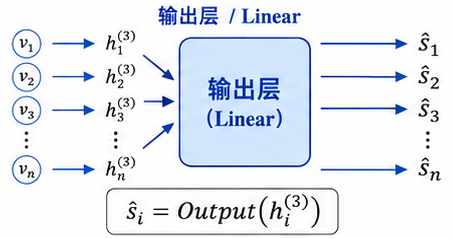 输出层 / Linear
v₁ h₁⁽³⁾ ŝ₁
v₂ h₂⁽³⁾ ŝ₂
v₃ h₃⁽³⁾ ŝ₃
⋮ ⋮ ⋮
vₙ hₙ⁽³⁾ ŝₙ
输出层
(Linear)
ŝᵢ = Output(hᵢ⁽³⁾)